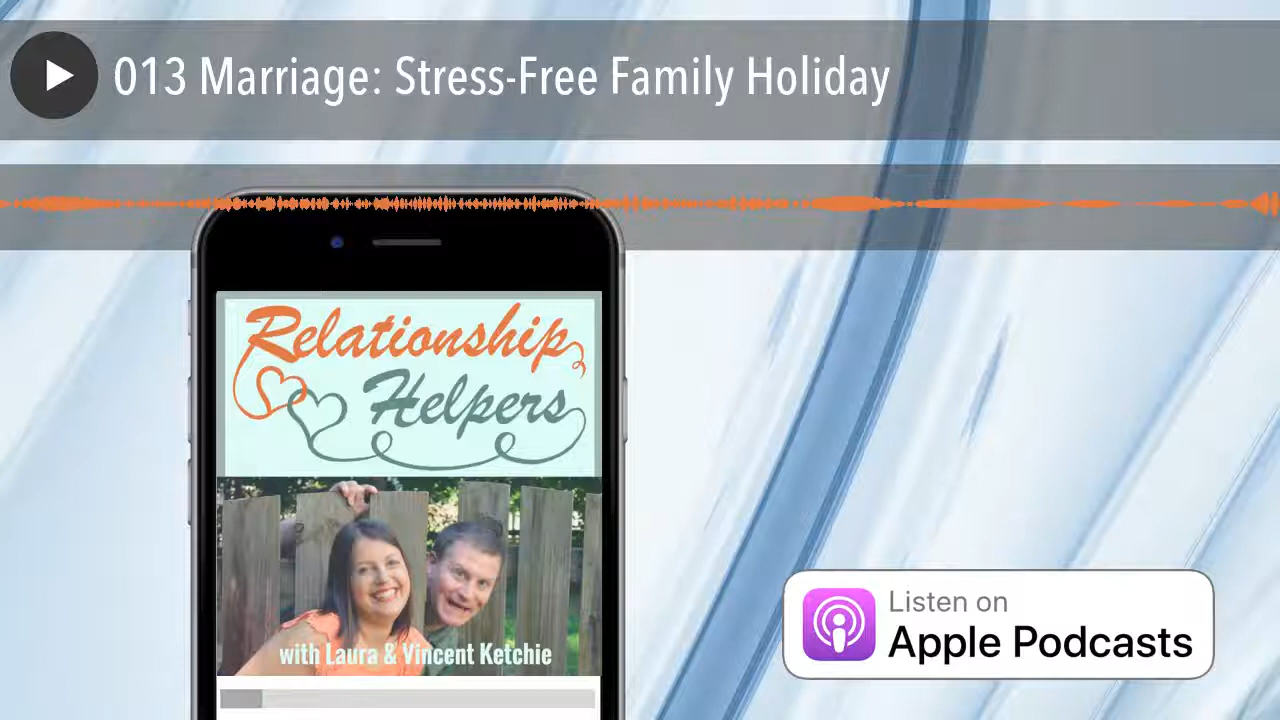 013 Marriage: Stress-Free Family Holiday
Relationship
Helpers
with Laura & Vincent Ketchie
Listen on
Apple Podcasts